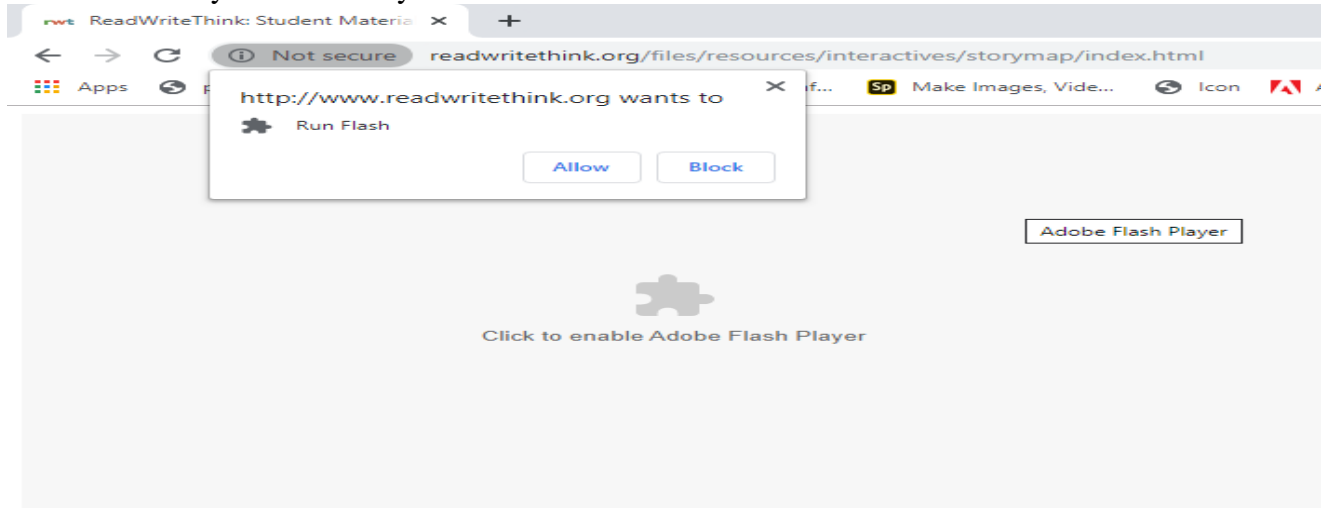 rwt ReadWriteThink: Student Materia
Not secure readwritethink.org/files/resources/interactives/storymap/index.html
Apps Make Images, Vide... Icon
http://www.readwritethink.org wants to
Run Flash
Allow Block
Adobe Flash Player
Click to enable Adobe Flash Player